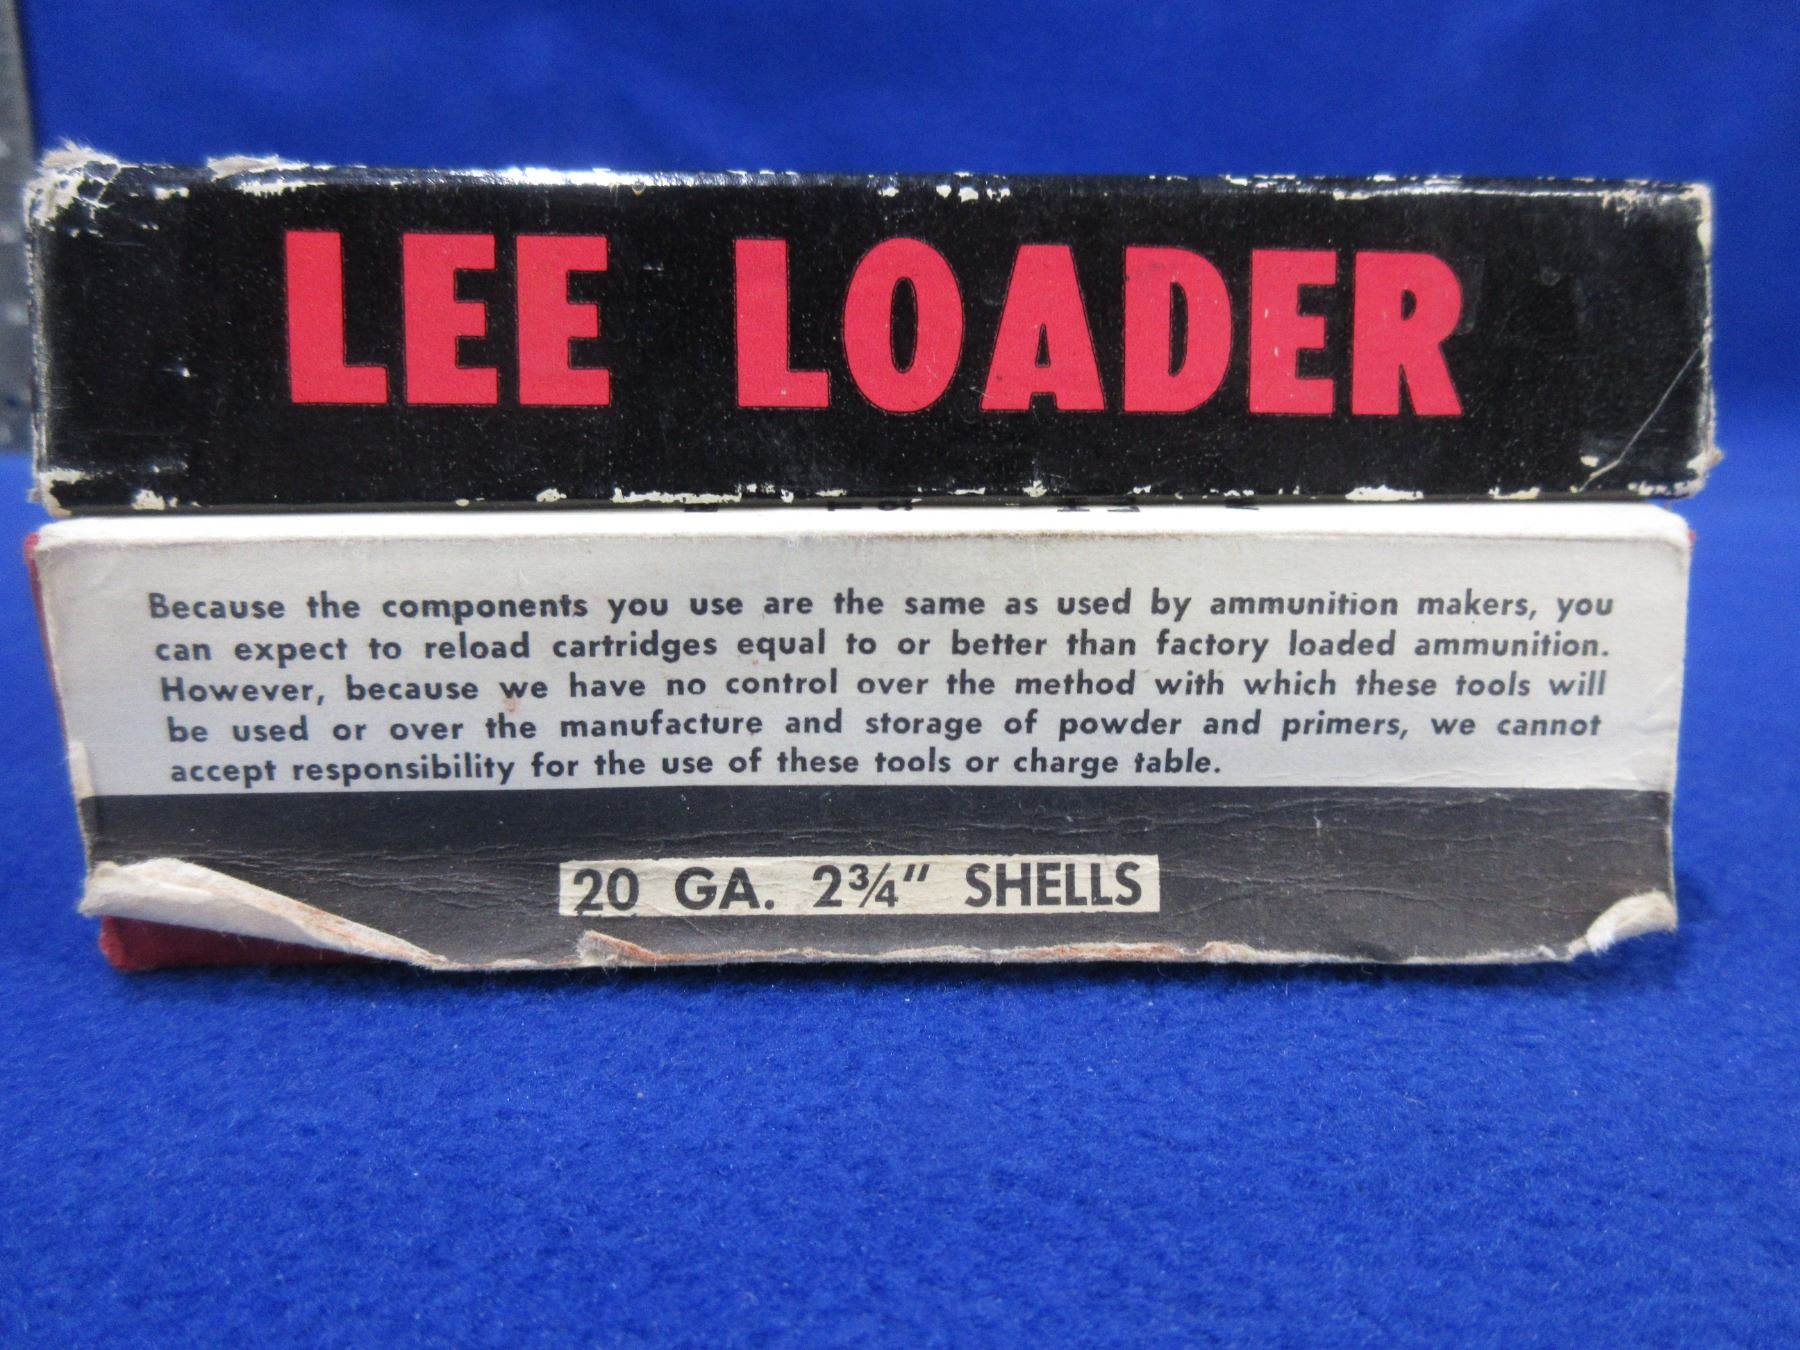 LEE LOADER
Because the components you use are the same as used by ammunition makers, you
can expect to reload cartridges equal to or better than factory loaded ammunition.
However, because we have no control over the method with which these tools will
be used or over the manufacture and storage of powder and primers, we cannot
accept responsibility for the use of these tools or charge table.
20 GA. 2¾" SHELLS